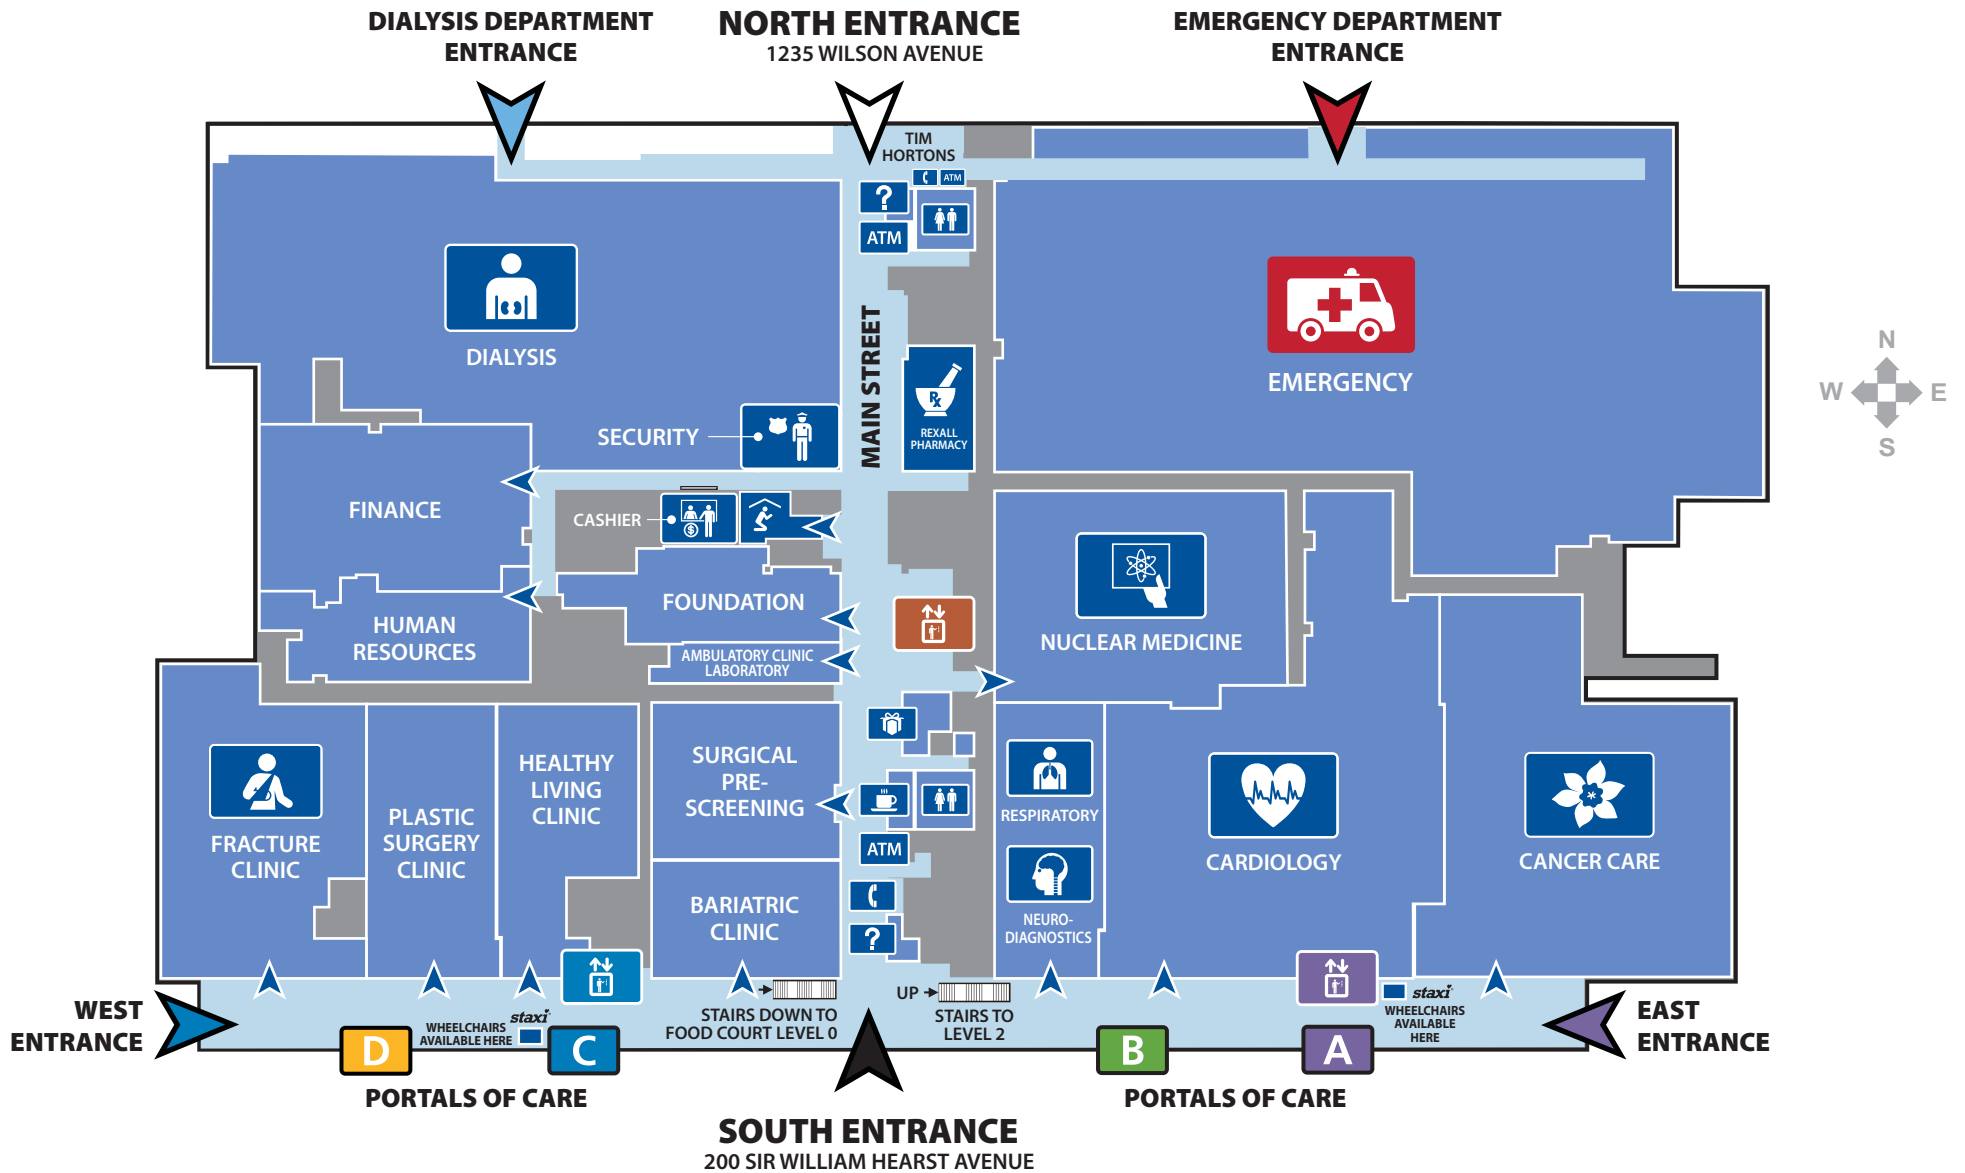 DIALYSIS DEPARTMENT
ENTRANCE
NORTH ENTRANCE
1235 WILSON AVENUE
EMERGENCY DEPARTMENT
ENTRANCE
TIM
HORTONS
ATM
?
ATM
DIALYSIS
MAIN STREET
EMERGENCY
N
W
E
S
SECURITY
Rx
REXALL
PHARMACY
FINANCE
CASHIER
$
FOUNDATION
HUMAN
RESOURCES
AMBULATORY CLINIC
LABORATORY
NUCLEAR MEDICINE
FRACTURE
CLINIC
PLASTIC
SURGERY
CLINIC
HEALTHY
LIVING
CLINIC
SURGICAL
PRE-
SCREENING
BARIATRIC
CLINIC
ATM
?
RESPIRATORY
NEURO-
DIAGNOSTICS
CARDIOLOGY
CANCER CARE
WEST
ENTRANCE
D
WHEELCHAIRS
AVAILABLE HERE
staxi
C
STAIRS DOWN TO
FOOD COURT LEVEL 0
UP
STAIRS TO
LEVEL 2
B
A
staxi
WHEELCHAIRS
AVAILABLE
HERE
EAST
ENTRANCE
PORTALS OF CARE
PORTALS OF CARE
SOUTH ENTRANCE
200 SIR WILLIAM HEARST AVENUE